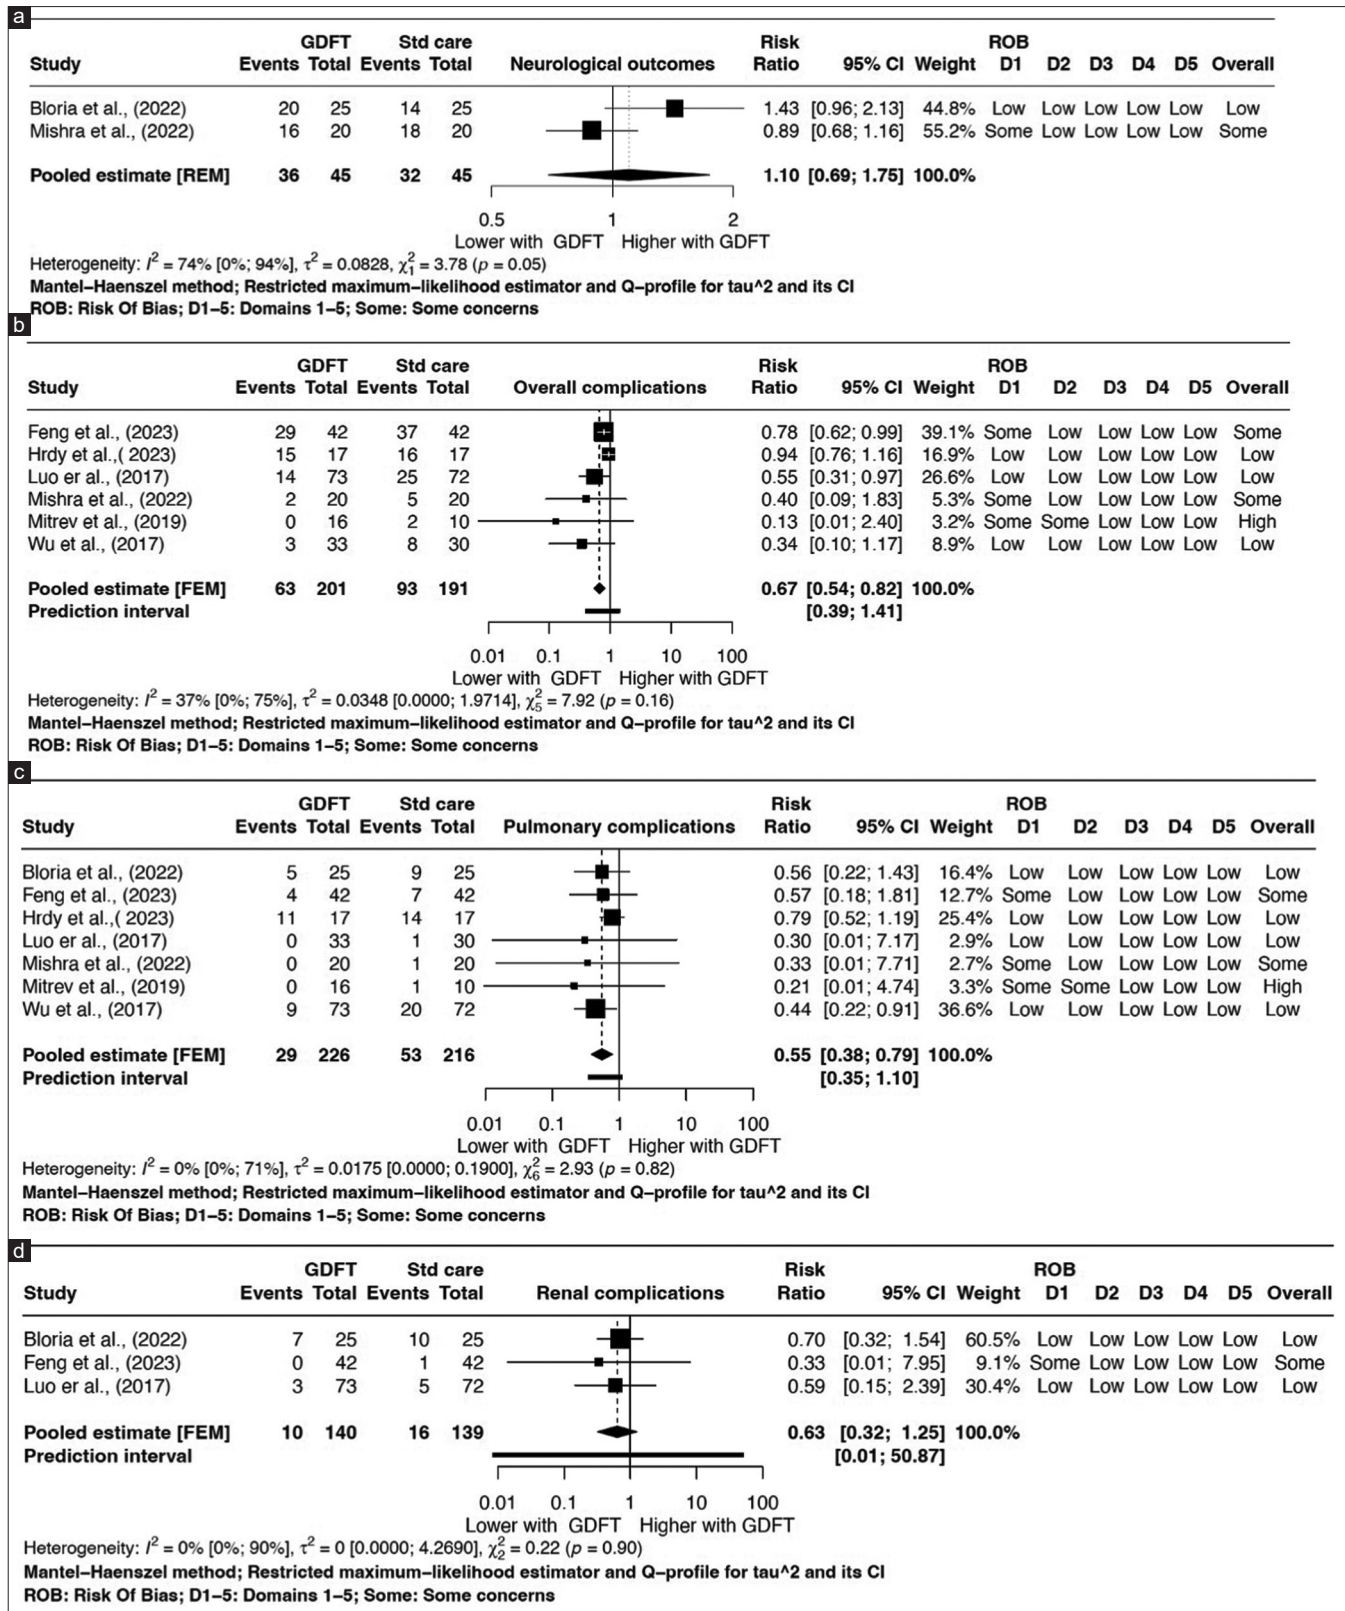 a
GDFT Std care Risk ROB
Study Events Total Events Total Neurological outcomes Ratio 95% CI Weight D1 D2 D3 D4 D5 Overall
Bloria et al., (2022) 20 25 14 25 1.43 [0.96; 2.13] 44.8% Low Low Low Low Low Low
Mishra et al., (2022) 16 20 18 20 0.89 [0.68; 1.16] 55.2% Some Low Low Low Low Some
Pooled estimate [REM] 36 45 32 45 1.10 [0.69; 1.75] 100.0%
0.5 1 2
Lower with GDFT Higher with GDFT
Heterogeneity: I² = 74% [0%; 94%], τ² = 0.0828, χ²₁ = 3.78 (p = 0.05)
Mantel–Haenszel method; Restricted maximum–likelihood estimator and Q–profile for tau^2 and its CI
ROB: Risk Of Bias; D1–5: Domains 1–5; Some: Some concerns
b
GDFT Std care Risk ROB
Study Events Total Events Total Overall complications Ratio 95% CI Weight D1 D2 D3 D4 D5 Overall
Feng et al., (2023) 29 42 37 42 0.78 [0.62; 0.99] 39.1% Some Low Low Low Low Some
Hrdy et al.,( 2023) 15 17 16 17 0.94 [0.76; 1.16] 16.9% Low Low Low Low Low Low
Luo er al., (2017) 14 73 25 72 0.55 [0.31; 0.97] 26.6% Low Low Low Low Low Low
Mishra et al., (2022) 2 20 5 20 0.40 [0.09; 1.83] 5.3% Some Low Low Low Low Some
Mitrev et al., (2019) 0 16 2 10 0.13 [0.01; 2.40] 3.2% Some Some Low Low Low High
Wu et al., (2017) 3 33 8 30 0.34 [0.10; 1.17] 8.9% Low Low Low Low Low Low
Pooled estimate [FEM] 63 201 93 191 0.67 [0.54; 0.82] 100.0%
Prediction interval [0.39; 1.41]
0.01 0.1 1 10 100
Lower with GDFT Higher with GDFT
Heterogeneity: I² = 37% [0%; 75%], τ² = 0.0348 [0.0000; 1.9714], χ²₅ = 7.92 (p = 0.16)
Mantel–Haenszel method; Restricted maximum–likelihood estimator and Q–profile for tau^2 and its CI
ROB: Risk Of Bias; D1–5: Domains 1–5; Some: Some concerns
c
GDFT Std care Risk ROB
Study Events Total Events Total Pulmonary complications Ratio 95% CI Weight D1 D2 D3 D4 D5 Overall
Bloria et al., (2022) 5 25 9 25 0.56 [0.22; 1.43] 16.4% Low Low Low Low Low Low
Feng et al., (2023) 4 42 7 42 0.57 [0.18; 1.81] 12.7% Some Low Low Low Low Some
Hrdy et al.,( 2023) 11 17 14 17 0.79 [0.52; 1.19] 25.4% Low Low Low Low Low Low
Luo er al., (2017) 0 33 1 30 0.30 [0.01; 7.17] 2.9% Low Low Low Low Low Low
Mishra et al., (2022) 0 20 1 20 0.33 [0.01; 7.71] 2.7% Some Low Low Low Low Some
Mitrev et al., (2019) 0 16 1 10 0.21 [0.01; 4.74] 3.3% Some Some Low Low Low High
Wu et al., (2017) 9 73 20 72 0.44 [0.22; 0.91] 36.6% Low Low Low Low Low Low
Pooled estimate [FEM] 29 226 53 216 0.55 [0.38; 0.79] 100.0%
Prediction interval [0.35; 1.10]
0.01 0.1 1 10 100
Lower with GDFT Higher with GDFT
Heterogeneity: I² = 0% [0%; 71%], τ² = 0.0175 [0.0000; 0.1900], χ²₆ = 2.93 (p = 0.82)
Mantel–Haenszel method; Restricted maximum–likelihood estimator and Q–profile for tau^2 and its CI
ROB: Risk Of Bias; D1–5: Domains 1–5; Some: Some concerns
d
GDFT Std care Risk ROB
Study Events Total Events Total Renal complications Ratio 95% CI Weight D1 D2 D3 D4 D5 Overall
Bloria et al., (2022) 7 25 10 25 0.70 [0.32; 1.54] 60.5% Low Low Low Low Low Low
Feng et al., (2023) 0 42 1 42 0.33 [0.01; 7.95] 9.1% Some Low Low Low Low Some
Luo er al., (2017) 3 73 5 72 0.59 [0.15; 2.39] 30.4% Low Low Low Low Low Low
Pooled estimate [FEM] 10 140 16 139 0.63 [0.32; 1.25] 100.0%
Prediction interval [0.01; 50.87]
0.01 0.1 1 10 100
Lower with GDFT Higher with GDFT
Heterogeneity: I² = 0% [0%; 90%], τ² = 0 [0.0000; 4.2690], χ²₂ = 0.22 (p = 0.90)
Mantel–Haenszel method; Restricted maximum–likelihood estimator and Q–profile for tau^2 and its CI
ROB: Risk Of Bias; D1–5: Domains 1–5; Some: Some concerns